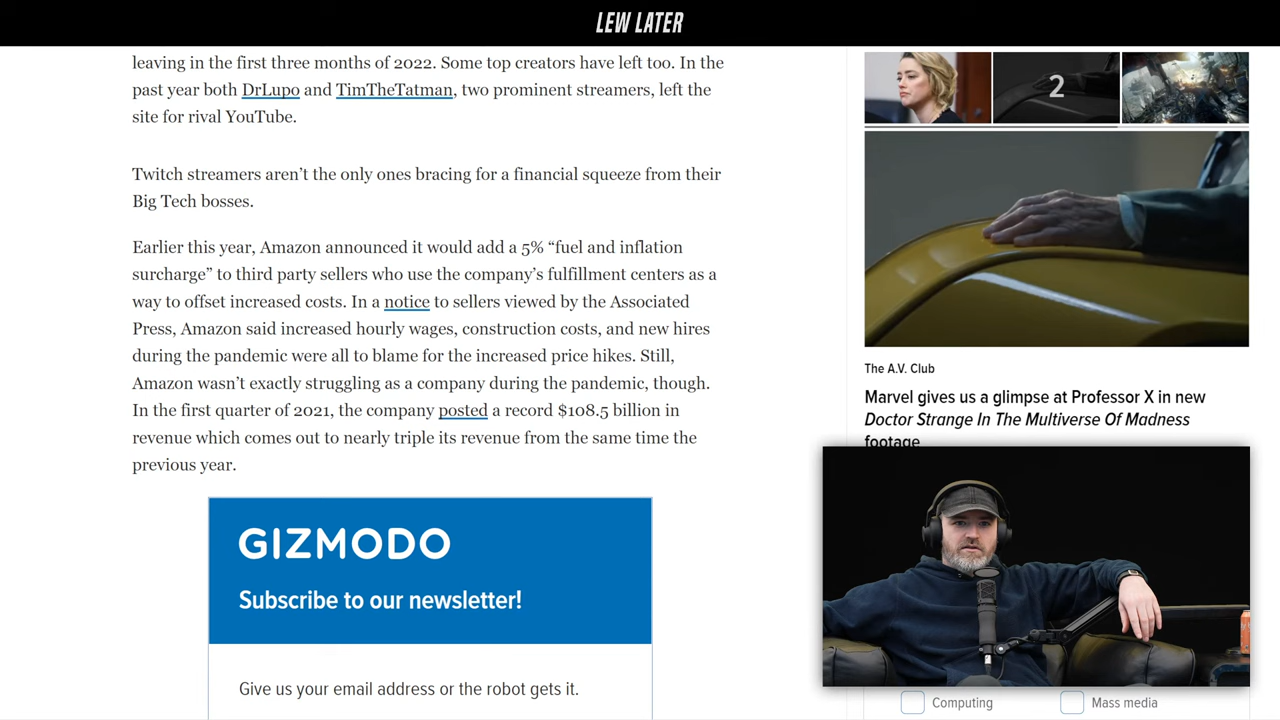 LEW LATER
leaving in the first three months of 2022. Some top creators have left too. In the
past year both DrLupo and TimTheTatman, two prominent streamers, left the
site for rival YouTube.
Twitch streamers aren’t the only ones bracing for a financial squeeze from their
Big Tech bosses.
Earlier this year, Amazon announced it would add a 5% “fuel and inflation
surcharge” to third party sellers who use the company’s fulfillment centers as a
way to offset increased costs. In a notice to sellers viewed by the Associated
Press, Amazon said increased hourly wages, construction costs, and new hires
during the pandemic were all to blame for the increased price hikes. Still,
Amazon wasn’t exactly struggling as a company during the pandemic, though.
In the first quarter of 2021, the company posted a record $108.5 billion in
revenue which comes out to nearly triple its revenue from the same time the
previous year.
GIZMODO
Subscribe to our newsletter!
Give us your email address or the robot gets it.
2
The A.V. Club
Marvel gives us a glimpse at Professor X in new
Doctor Strange In The Multiverse Of Madness
footage
Computing
Mass media